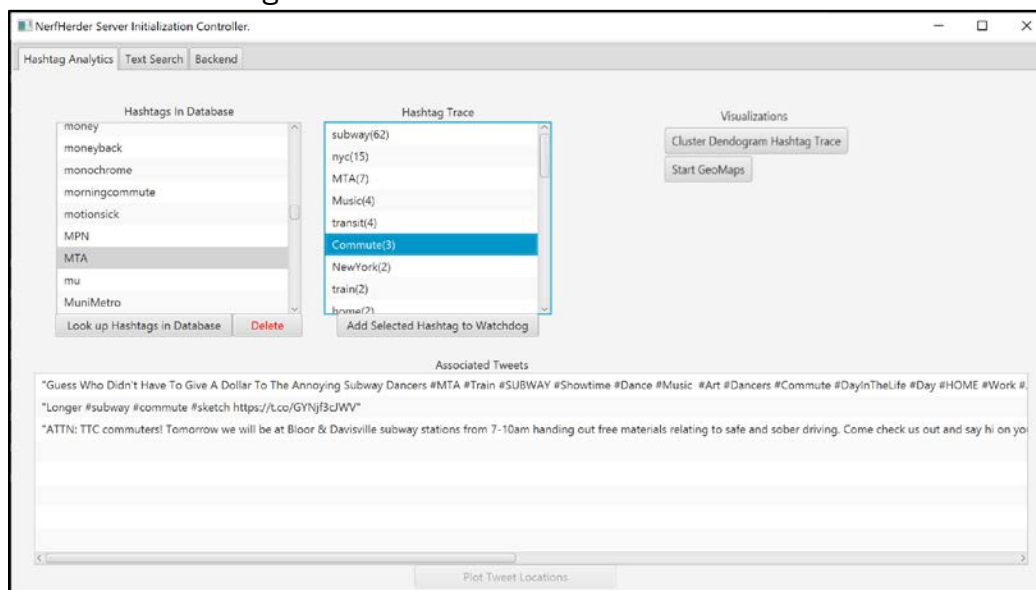 NerfHerder Server Initialization Controller.
Hashtag Analytics Text Search Backend
Hashtags In Database
money
moneyback
monochrome
morningcommute
motionsick
MPN
MTA
mu
MuniMetro
Look up Hashtags in Database Delete
Hashtag Trace
subway(62)
nyc(15)
MTA(7)
Music(4)
transit(4)
Commute(3)
NewYork(2)
train(2)
home(2)
Add Selected Hashtag to Watchdog
Visualizations
Cluster Dendogram Hashtag Trace
Start GeoMaps
Associated Tweets
"Guess Who Didn't Have To Give A Dollar To The Annoying Subway Dancers #MTA #Train #SUBWAY #Showtime #Dance #Music #Art #Dancers #Commute #DayInTheLife #Day #HOME #Work #
"Longer #subway #commute #sketch https://t.co/GYNjf3cJWV"
"ATTN: TTC commuters! Tomorrow we will be at Bloor & Davisville subway stations from 7-10am handing out free materials relating to safe and sober driving. Come check us out and say hi on yo
Plot Tweet Locations